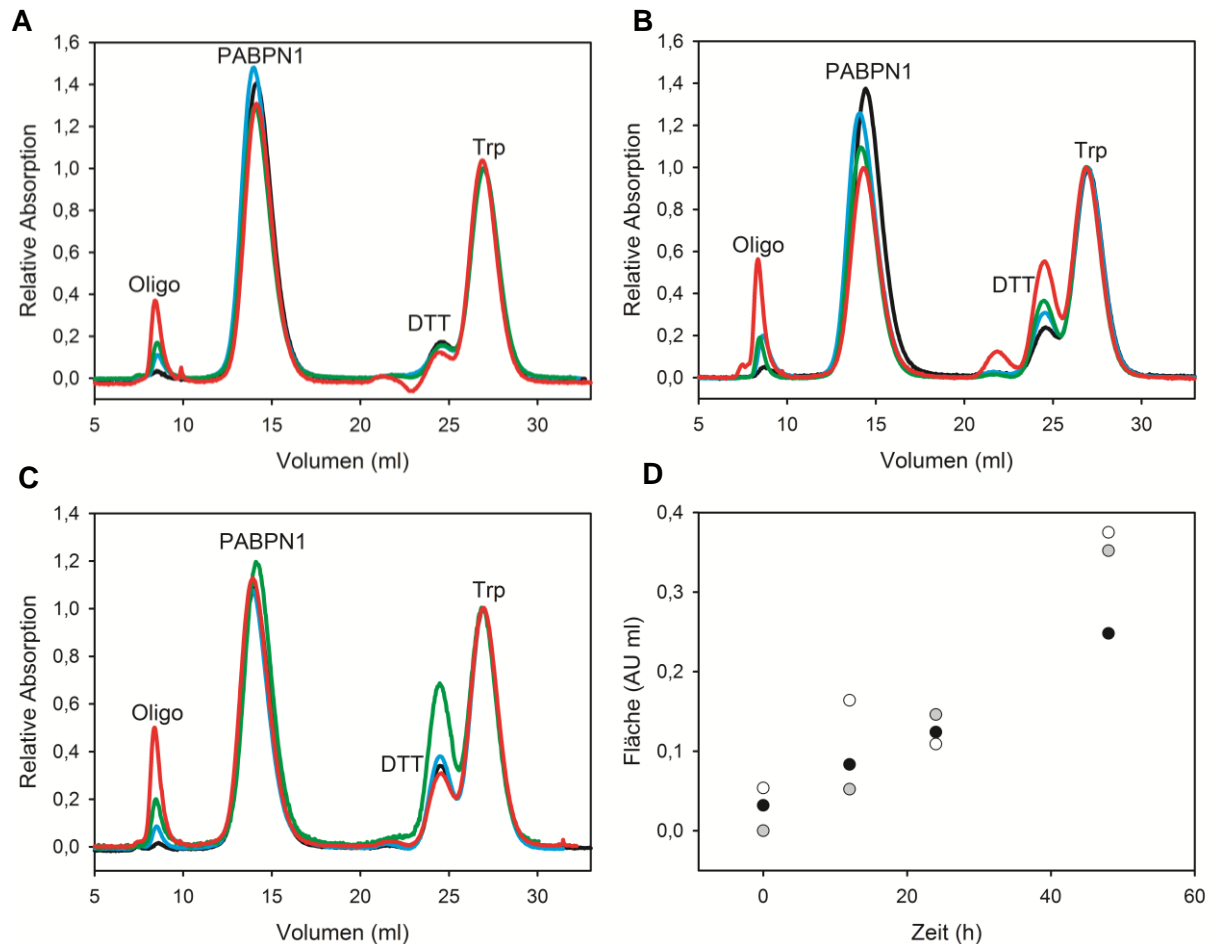 A
1,6
1,4
1,2
1,0
0,8
0,6
0,4
0,2
0,0
Relative Absorption
PABPN1
Oligo
DTT
Trp
5 10 15 20 25 30
Volumen (ml)
B
1,6
1,4
1,2
1,0
0,8
0,6
0,4
0,2
0,0
Relative Absorption
PABPN1
Oligo
DTT
Trp
5 10 15 20 25 30
Volumen (ml)
C
1,4
1,2
1,0
0,8
0,6
0,4
0,2
0,0
Relative Absorption
PABPN1
Oligo
DTT
Trp
5 10 15 20 25 30
Volumen (ml)
D
0,4
0,3
0,2
0,1
0,0
Fläche (AU ml)
0 20 40 60
Zeit (h)